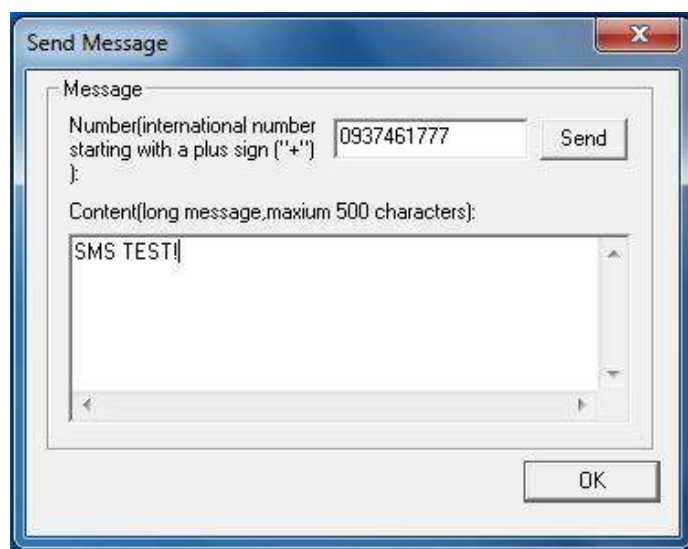 Send Message
Message
Number(international number
starting with a plus sign ("+")
):
0937461777
Send
Content(long message,maxium 500 characters):
SMS TEST!
OK